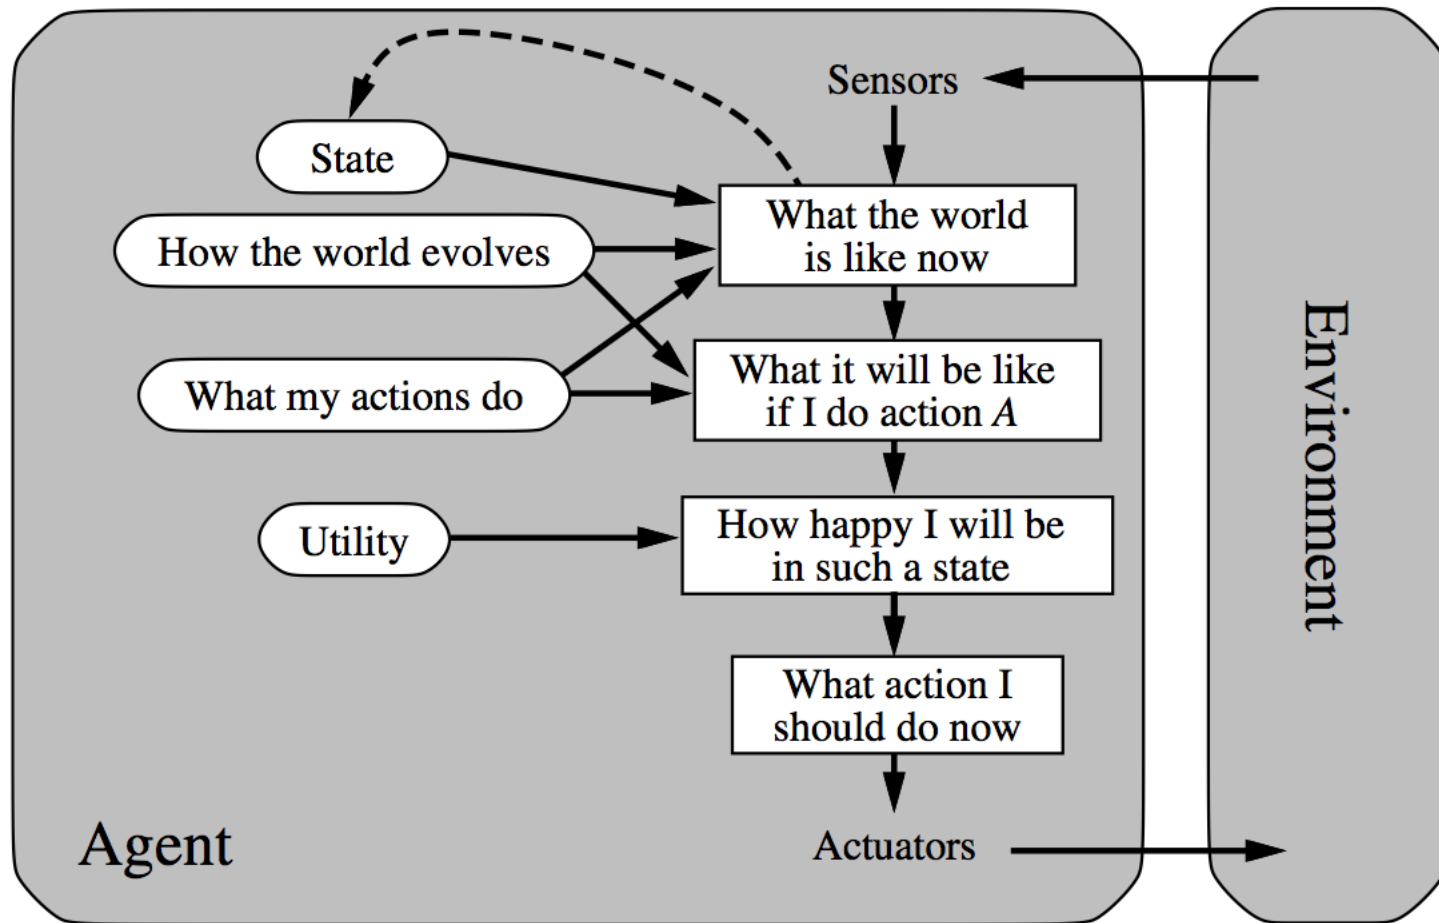 Sensors
State
What the world
is like now
How the world evolves
What it will be like
if I do action A
What my actions do
How happy I will be
in such a state
Utility
What action I
should do now
Actuators
Agent
Environment